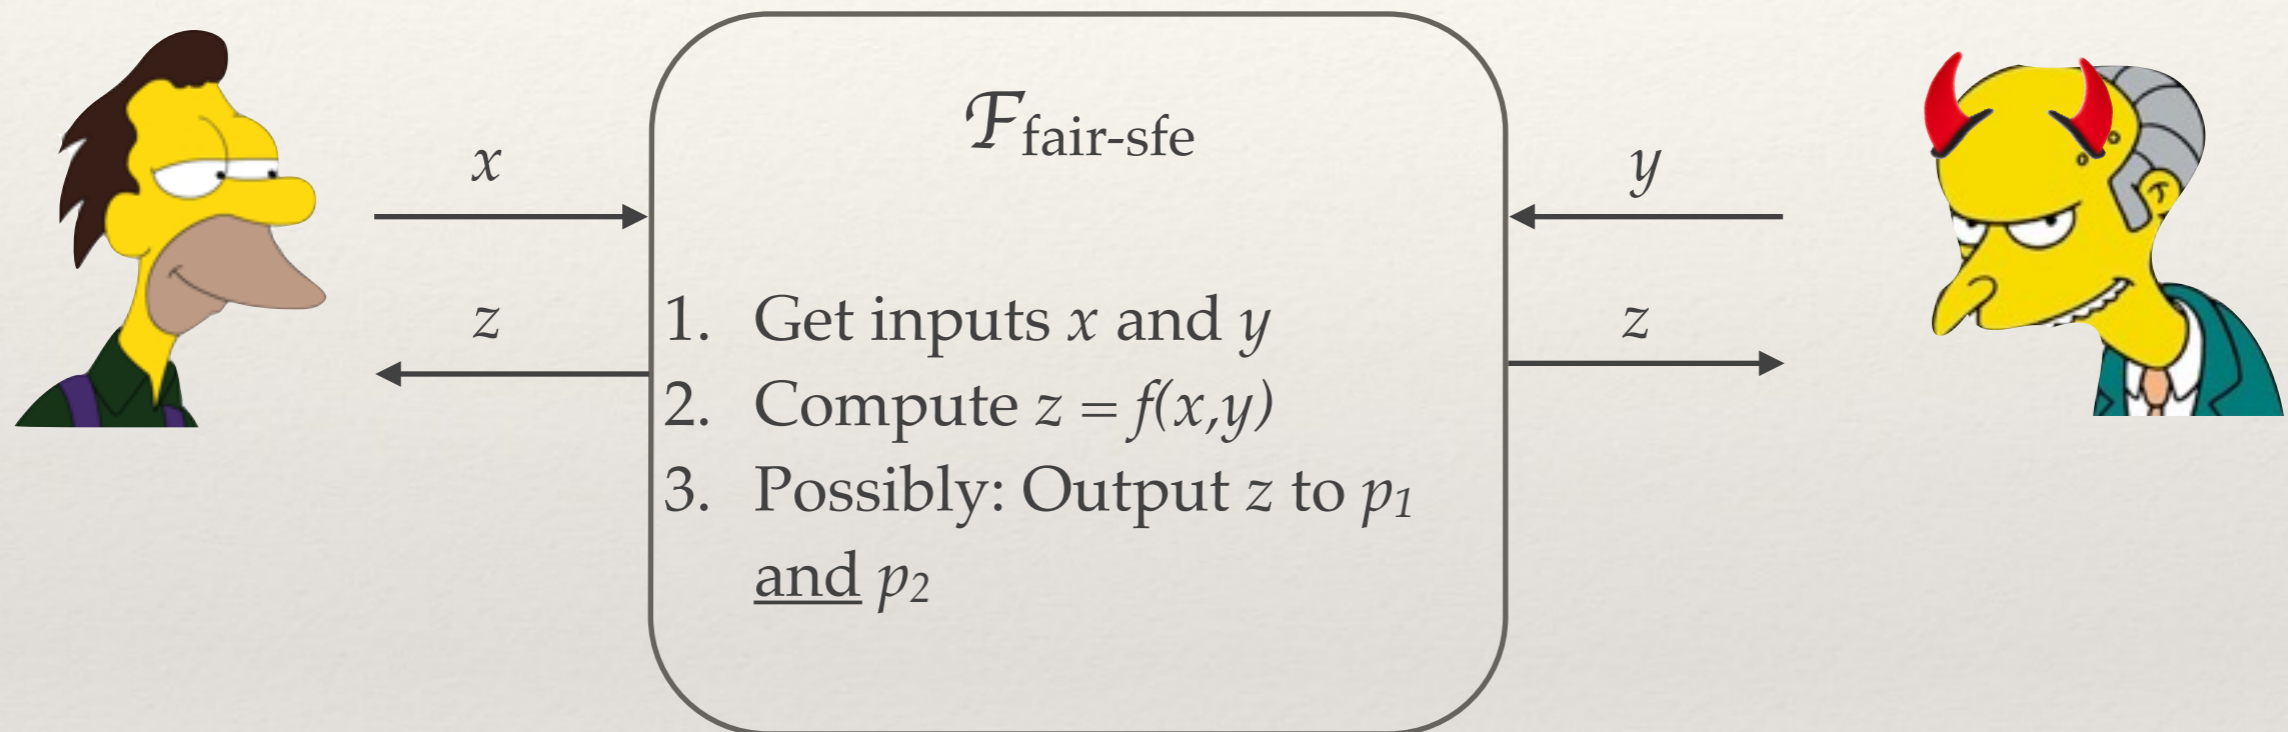 ℱfair-sfe
x
y
z
z
1. Get inputs x and y
2. Compute z = f(x,y)
3. Possibly: Output z to p1
and p2